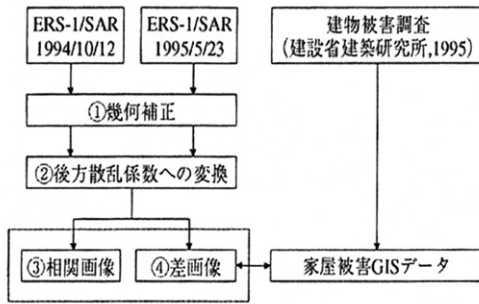 ERS-1/SAR
1994/10/12
ERS-1/SAR
1995/5/23
建物被害調査
(建設省建築研究所,1995)
①幾何補正
②後方散乱係数への変換
③相関画像
④差画像
家屋被害GISデータ